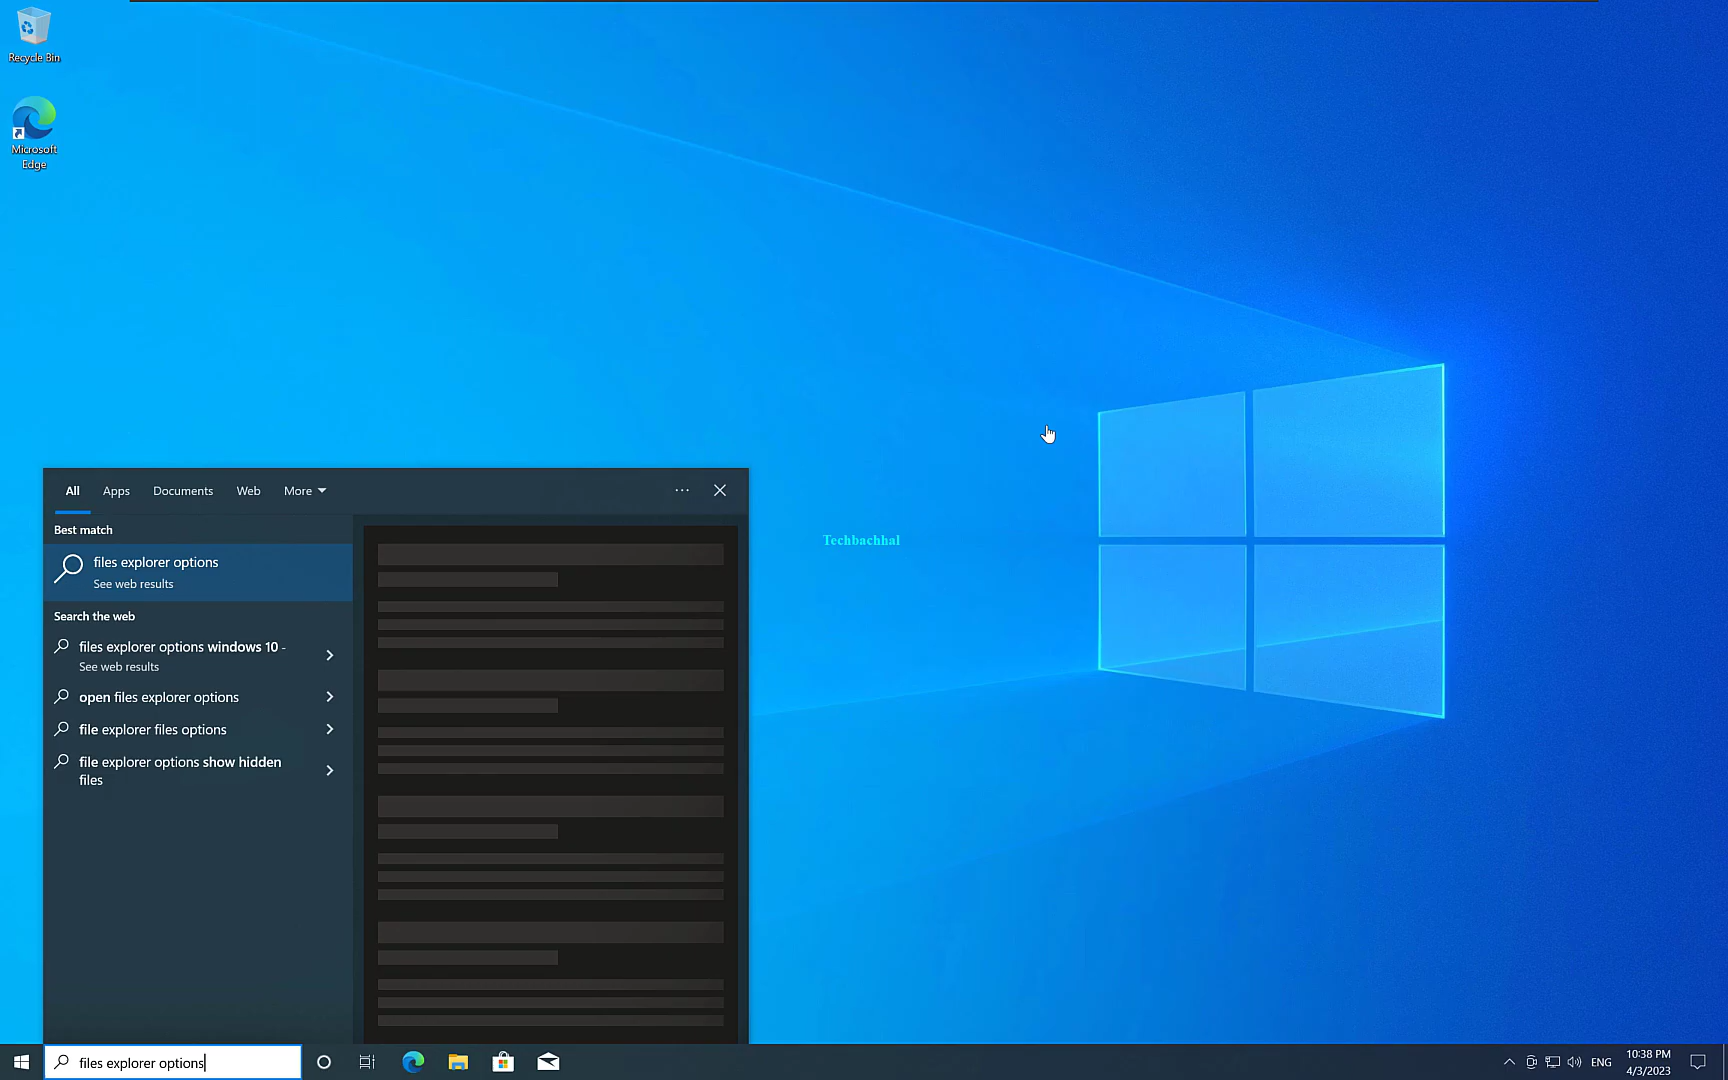 Recycle Bin
Microsoft
Edge
All Apps Documents Web More
Best match
files explorer options
See web results
Search the web
files explorer options windows 10 -
See web results
open files explorer options
file explorer files options
file explorer options show hidden
files
Techbachhal
files explorer options
ENG
10:38 PM
4/3/2023